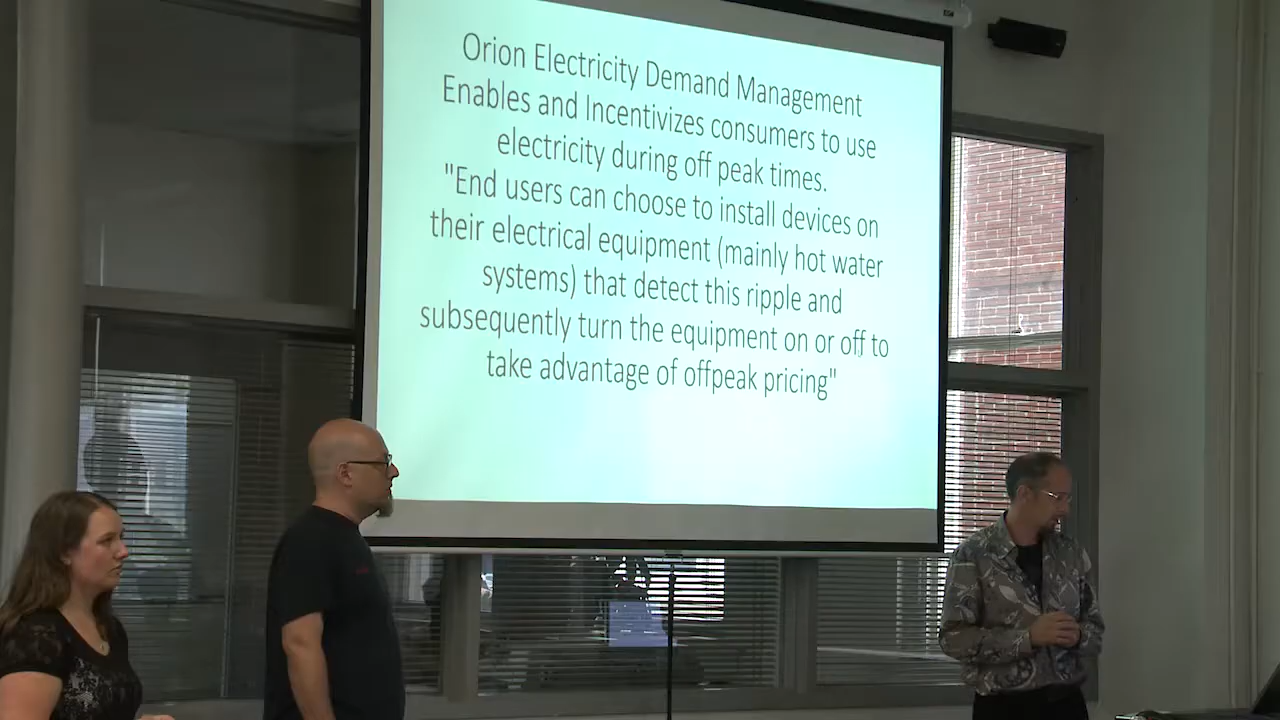 Orion Electricity Demand Management
Enables and Incentivizes consumers to use
electricity during off peak times.
"End users can choose to install devices on
their electrical equipment (mainly hot water
systems) that detect this ripple and
subsequently turn the equipment on or off to
take advantage of offpeak pricing"